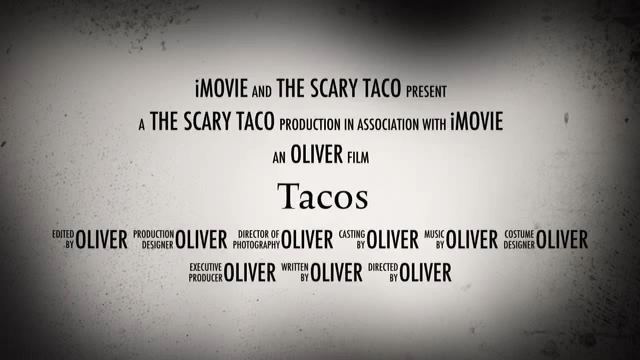 iMOVIE AND THE SCARY TACO PRESENT
A THE SCARY TACO PRODUCTION IN ASSOCIATION WITH iMOVIE
AN OLIVER FILM
Tacos
EDITED BY OLIVER PRODUCTION DESIGNER OLIVER DIRECTOR OF PHOTOGRAPHY OLIVER CASTING BY OLIVER MUSIC BY OLIVER COSTUME DESIGNER OLIVER
EXECUTIVE PRODUCER OLIVER WRITTEN BY OLIVER DIRECTED BY OLIVER